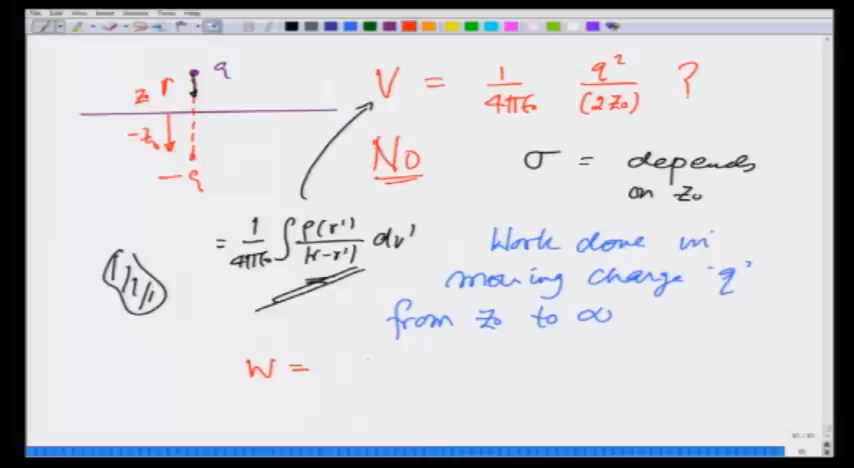 q
z₀
-z₀
-q
V = 1/4πε₀ q²/(2z₀) ?
No
σ = depends on z₀
= 1/4πε₀ ∫ ρ(r')/|r-r'| dv'
Work done in
moving charge 'q'
from z₀ to ∞
W =